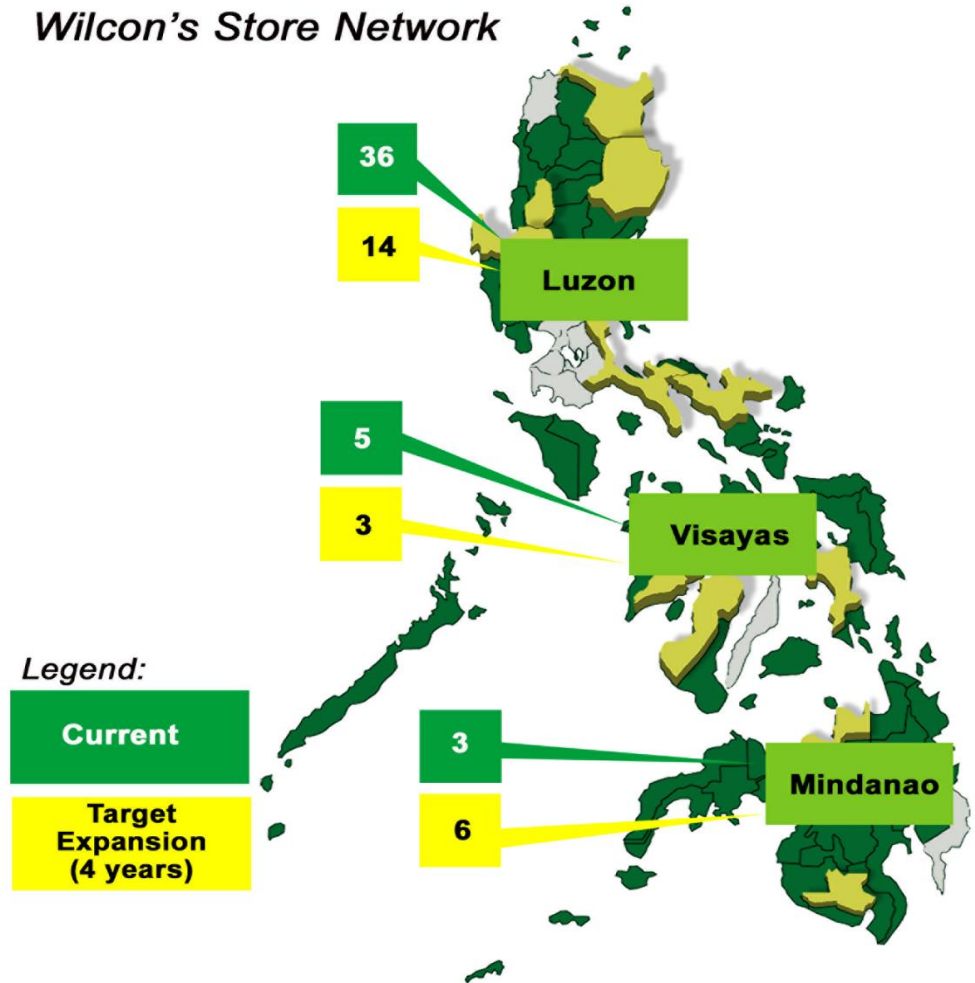 Wilcon's Store Network
36
14
Luzon
5
3
Visayas
3
6
Mindanao
Legend:
Current
Target
Expansion
(4 years)